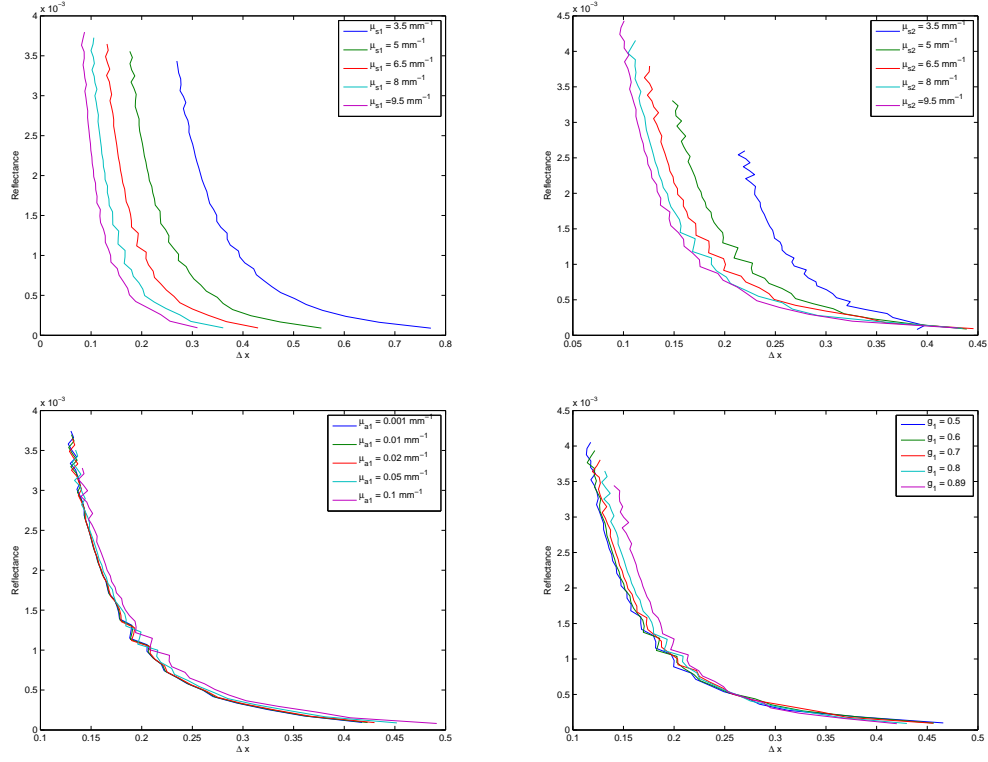 x 10⁻³
4
3.5
3
2.5
2
1.5
1
0.5
0
0 0.1 0.2 0.3 0.4 0.5 0.6 0.7 0.8
Reflectance
Δ x
μs1 = 3.5 mm⁻¹
μs1 = 5 mm⁻¹
μs1 = 6.5 mm⁻¹
μs1 = 8 mm⁻¹
μs1 =9.5 mm⁻¹
x 10⁻³
4.5
4
3.5
3
2.5
2
1.5
1
0.5
0
0.05 0.1 0.15 0.2 0.25 0.3 0.35 0.4 0.45
Reflectance
Δ x
μs2 = 3.5 mm⁻¹
μs2 = 5 mm⁻¹
μs2 = 6.5 mm⁻¹
μs2 = 8 mm⁻¹
μs2 =9.5 mm⁻¹
x 10⁻³
4
3.5
3
2.5
2
1.5
1
0.5
0
0.1 0.15 0.2 0.25 0.3 0.35 0.4 0.45 0.5
Reflectance
Δ x
μa1 = 0.001 mm⁻¹
μa1 = 0.01 mm⁻¹
μa1 = 0.02 mm⁻¹
μa1 = 0.05 mm⁻¹
μa1 = 0.1 mm⁻¹
x 10⁻³
4.5
4
3.5
3
2.5
2
1.5
1
0.5
0
0.1 0.15 0.2 0.25 0.3 0.35 0.4 0.45 0.5
Reflectance
Δ x
g1 = 0.5
g1 = 0.6
g1 = 0.7
g1 = 0.8
g1 = 0.89